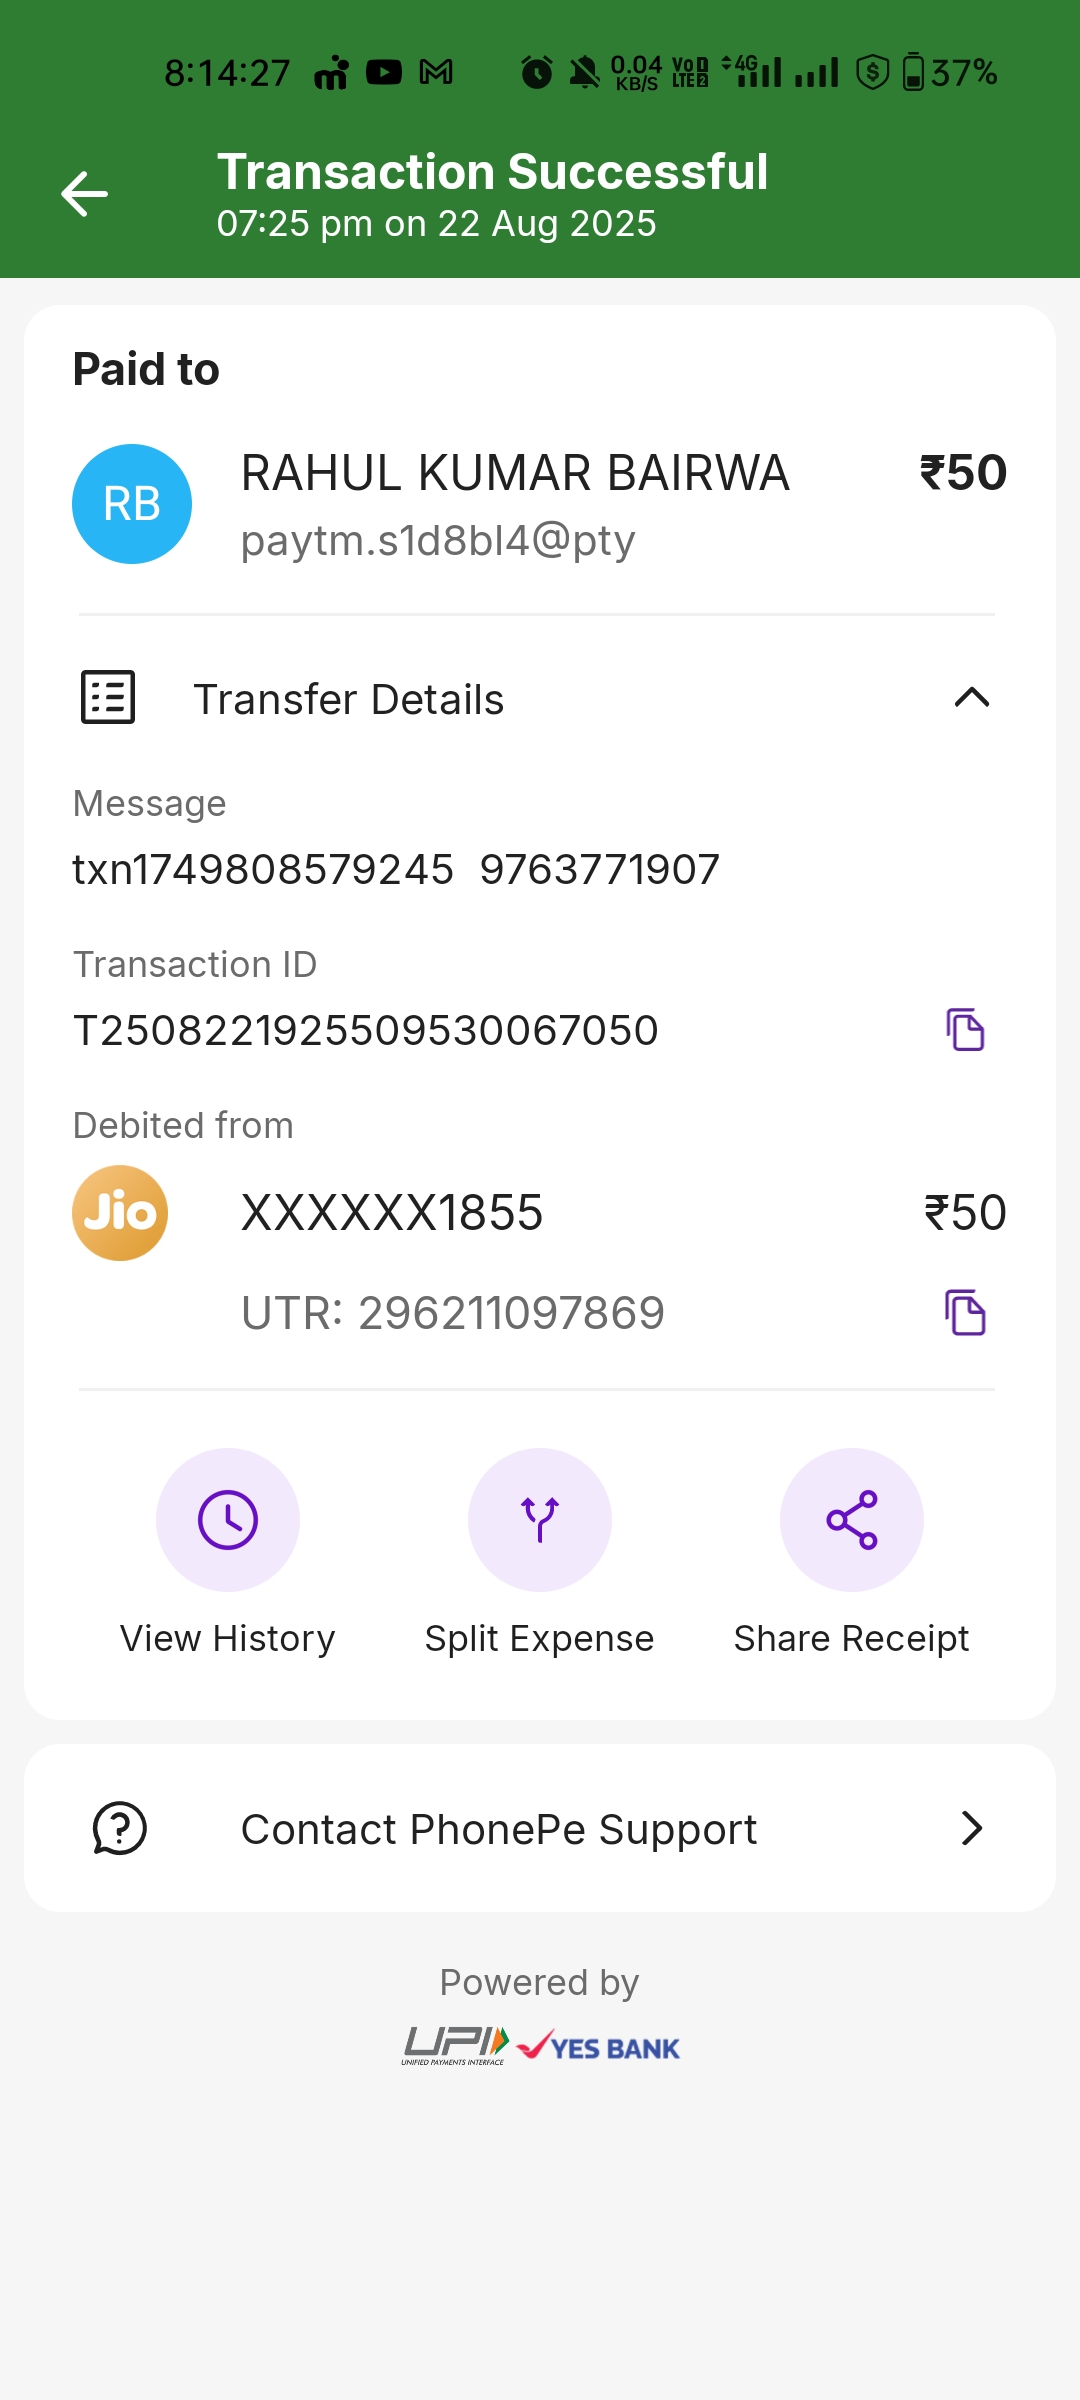 8:14:27 0.04 KB/S VoD LTE 2 4G 37%
Transaction Successful
07:25 pm on 22 Aug 2025
Paid to
RB RAHUL KUMAR BAIRWA ₹50
paytm.s1d8bl4@pty
Transfer Details
Message
txn1749808579245 9763771907
Transaction ID
T2508221925509530067050
Debited from
Jio XXXXXX1855 ₹50
UTR: 296211097869
View History Split Expense Share Receipt
Contact PhonePe Support
Powered by
UPI YES BANK
UNIFIED PAYMENTS INTERFACE